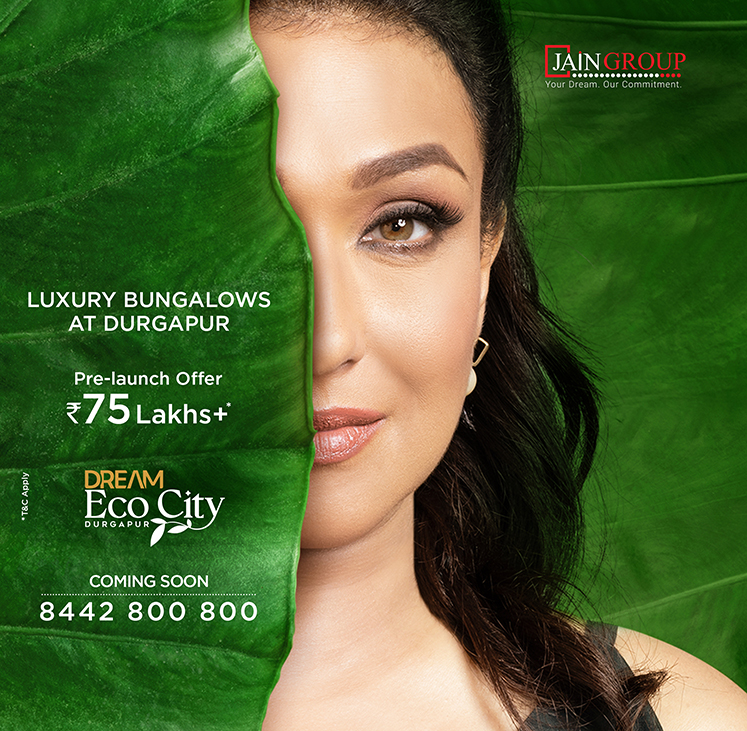 JAIN GROUP
Your Dream. Our Commitment.
LUXURY BUNGALOWS
AT DURGAPUR
Pre-launch Offer
₹75 Lakhs+*
*T&C Apply
DREAM
Eco City
DURGAPUR
COMING SOON
8442 800 800